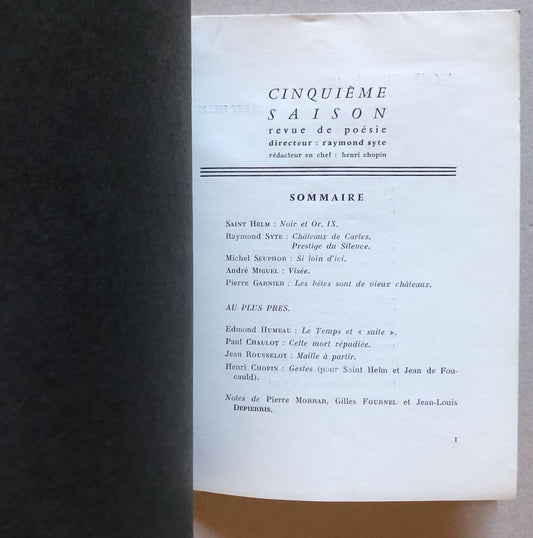 CINQUIÈME
SAISON
revue de poésie
directeur : raymond syte
rédacteur en chef : henri chopin
SOMMAIRE
SAINT HELM : Noir et Or. IX.
Raymond SYTE : Châteaux de Cartes.
Prestige du Silence.
Michel SEUPHOR : Si loin d'ici.
André MIGUEL : Visée.
Pierre GARNIER : Les bêtes sont de vieux châteaux.
AU PLUS PRES.
Edmond HUMEAU : Le Temps et « suite ».
Paul CHAULOT : Cette mort répudiée.
Jean ROUSSELOT : Maille à partir.
Henri CHOPIN : Gestes (pour Saint Helm et Jean de Fou-
cauld).
Notes de Pierre MORRAR, Gilles FOURNEL et Jean-Louis
DEPIERRIS.
1